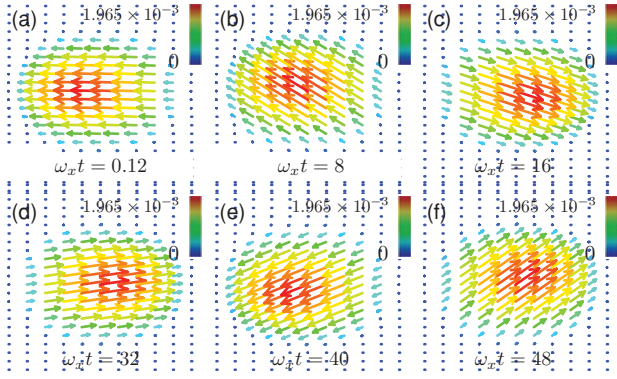 (a) 1.965 × 10⁻³
0
ωₓt = 0.12
(b) 1.965 × 10⁻³
0
ωₓt = 8
(c) 1.965 × 10⁻³
0
ωₓt = 16
(d) 1.965 × 10⁻³
0
ωₓt = 32
(e) 1.965 × 10⁻³
0
ωₓt = 40
(f) 1.965 × 10⁻³
0
ωₓt = 48